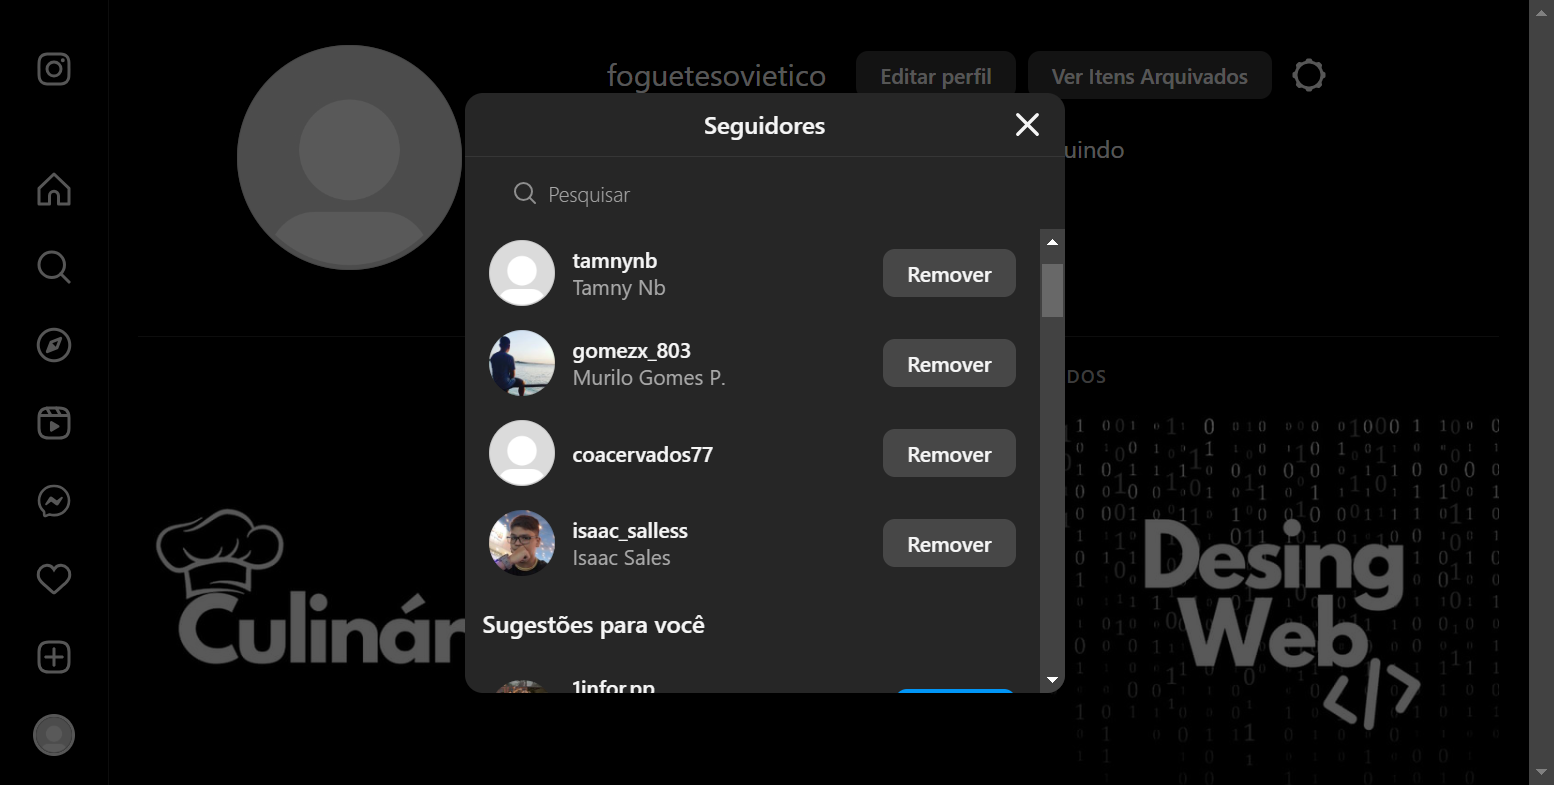 foguetesovietico
Editar perfil
Ver Itens Arquivados
Seguidores
uindo
Pesquisar
tamnynb
Tamny Nb
Remover
gomezx_803
Murilo Gomes P.
Remover
DOS
coacervados77
Remover
isaac_salless
Isaac Sales
Remover
Culinár
Desing
Web
</>
Sugestões para você
1infor.pp